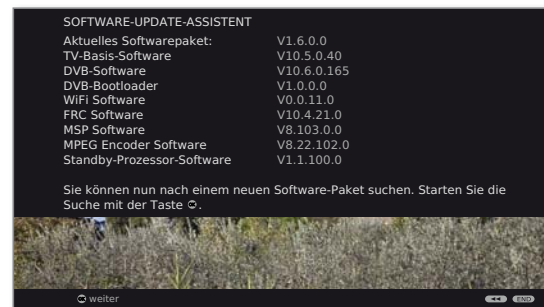 SOFTWARE-UPDATE-ASSISTENT
Aktuelles Softwarepaket: V1.6.0.0
TV-Basis-Software V10.5.0.40
DVB-Software V10.6.0.165
DVB-Bootloader V1.0.0.0
WiFi Software V0.0.11.0
FRC Software V10.4.21.0
MSP Software V8.103.0.0
MPEG Encoder Software V8.22.102.0
Standby-Prozessor-Software V1.1.100.0
Sie können nun nach einem neuen Software-Paket suchen. Starten Sie die
Suche mit der Taste .
weiter END